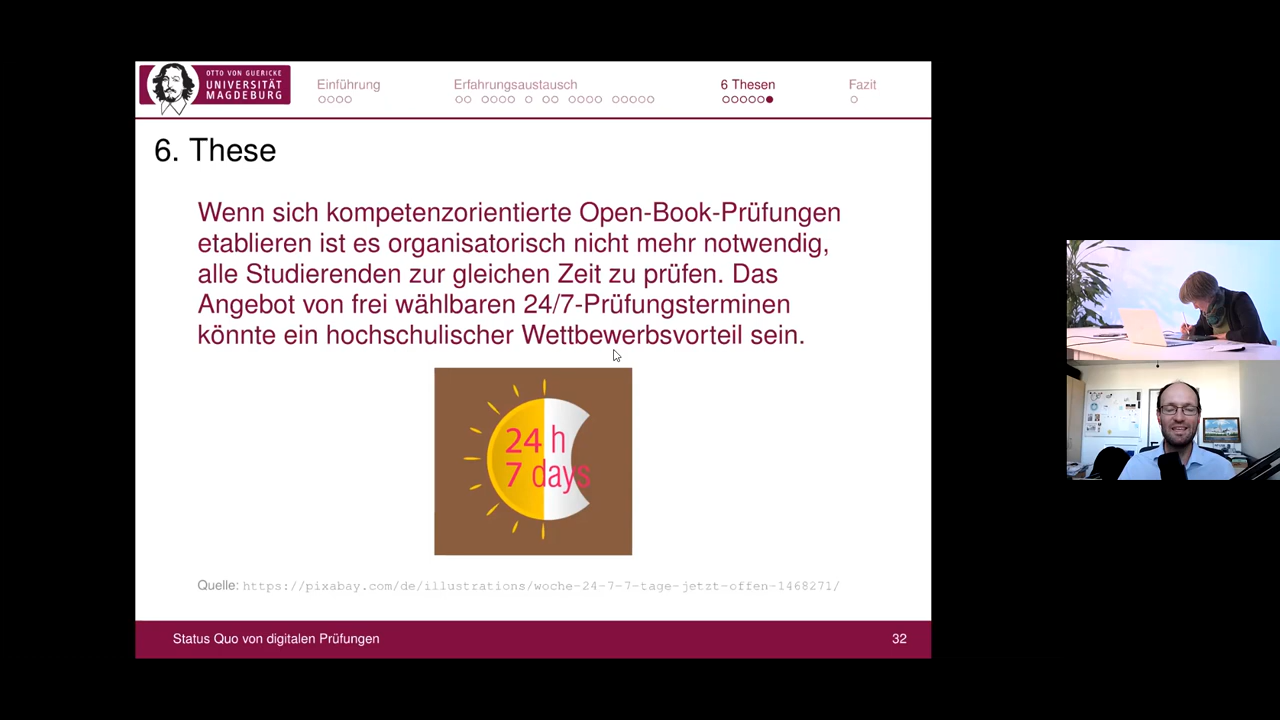 OTTO VON GUERICKE
UNIVERSITÄT
MAGDEBURG
Einführung
Erfahrungsaustausch
6 Thesen
Fazit
6. These
Wenn sich kompetenzorientierte Open-Book-Prüfungen
etablieren ist es organisatorisch nicht mehr notwendig,
alle Studierenden zur gleichen Zeit zu prüfen. Das
Angebot von frei wählbaren 24/7-Prüfungsterminen
könnte ein hochschulischer Wettbewerbsvorteil sein.
24 h
7 days
Quelle: https://pixabay.com/de/illustrations/woche-24-7-7-tage-jetzt-offen-1468271/
Status Quo von digitalen Prüfungen
32